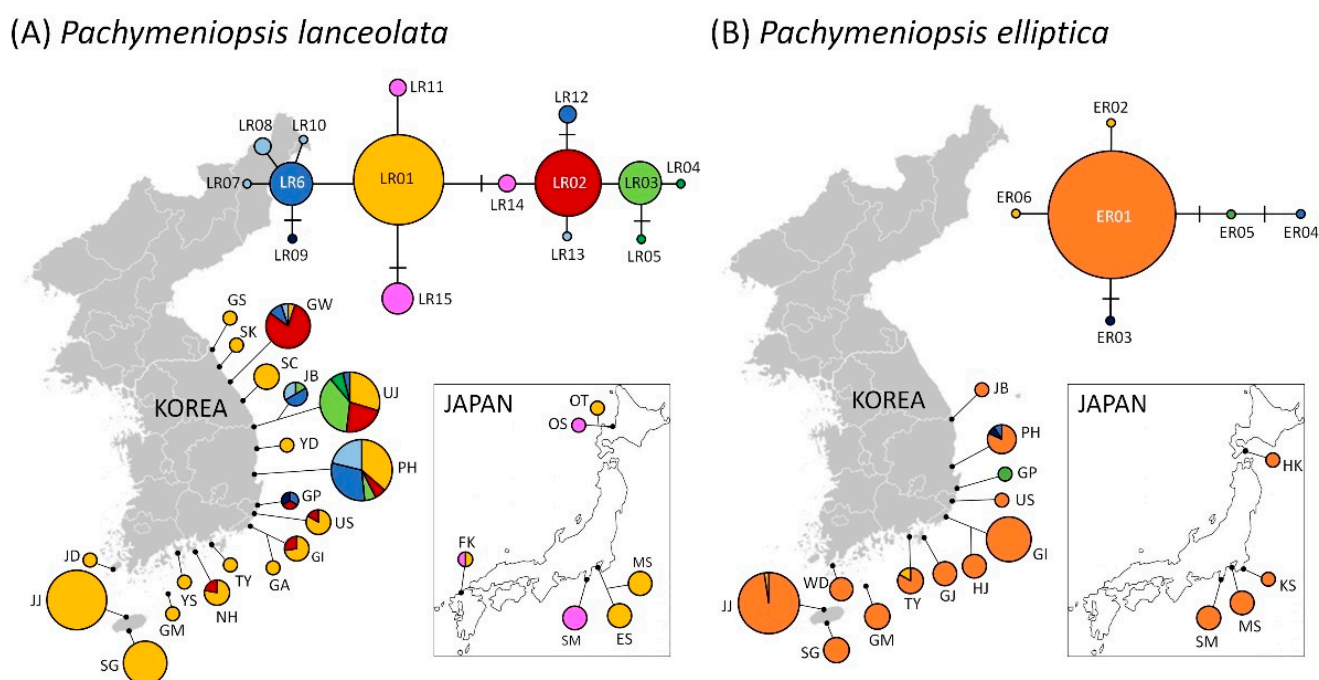 (A) Pachymeniopsis lanceolata
LR11
LR12
LR08
LR10
LR04
LR07
LR6
LR01
LR14
LR02
LR03
LR09
LR13
LR05
LR15
GS
GW
SK
SC
JB
UJ
KOREA
YD
PH
GP
US
GI
GA
TY
NH
YS
GM
JD
JJ
SG
JAPAN
OT
OS
FK
MS
SM
ES
(B) Pachymeniopsis elliptica
ER02
ER06
ER01
ER05
ER04
ER03
KOREA
JB
PH
GP
US
GI
HJ
GJ
TY
WD
GM
JJ
SG
JAPAN
HK
KS
MS
SM